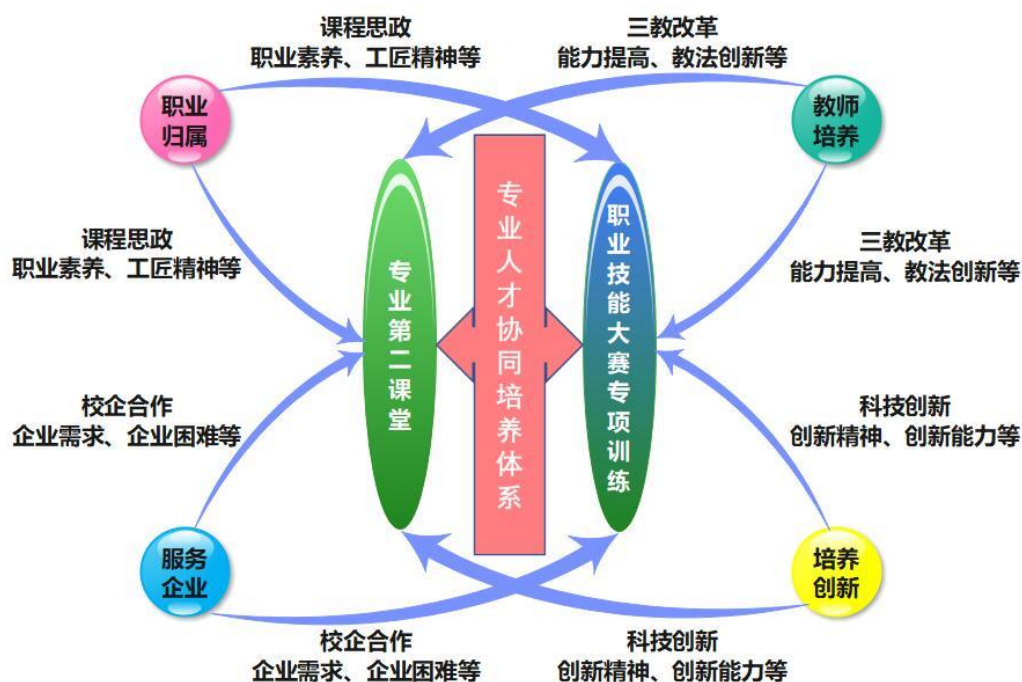 课程思政
职业素养、工匠精神等
三教改革
能力提高、教法创新等
职业
归属
教师
培养
课程思政
职业素养、工匠精神等
三教改革
能力提高、教法创新等
专业第二课堂
专业人才协同培养体系
职业技能大赛专项训练
校企合作
企业需求、企业困难等
科技创新
创新精神、创新能力等
服务
企业
培养
创新
校企合作
企业需求、企业困难等
科技创新
创新精神、创新能力等